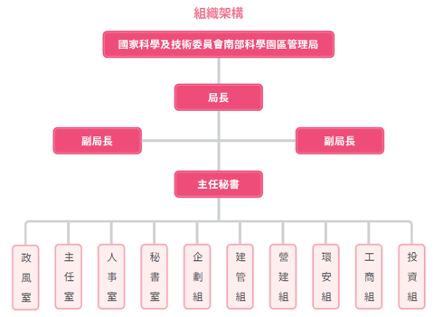 組織架構
國家科學及技術委員會南部科學園區管理局
局長
副局長
副局長
主任秘書
政風室
主任室
人事室
秘書室
企劃組
建管組
營建組
環安組
工商組
投資組